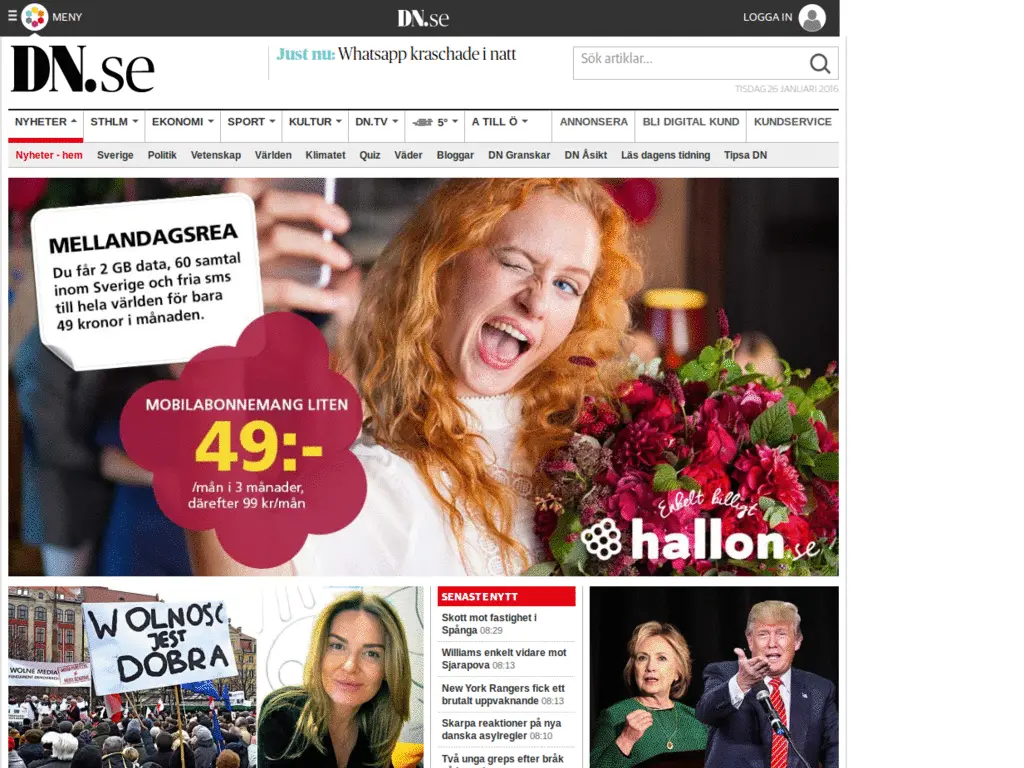 MENY
DN.se
LOGGA IN
DN.se
Just nu: Whatsapp kraschade i natt
Sök artiklar...
TISDAG 26 JANUARI 2016
NYHETER
STHLM
EKONOMI
SPORT
KULTUR
DN.TV
5°
A TILL Ö
ANNONSERA
BLI DIGITAL KUND
KUNDSERVICE
Nyheter - hem
Sverige
Politik
Vetenskap
Världen
Klimatet
Quiz
Väder
Bloggar
DN Granskar
DN Åsikt
Läs dagens tidning
Tipsa DN
MELLANDAGSREA
Du får 2 GB data, 60 samtal
inom Sverige och fria sms
till hela världen för bara
49 kronor i månaden.
MOBILABONNEMANG LITEN
49:-
/mån i 3 månader,
därefter 99 kr/mån
Enkelt billigt
hallon.se
WOLNOŚĆ
JEST
DOBRA
WOLNE MEDIA
SENASTE NYTT
Skott mot fastighet i
Spånga 08:29
Williams enkelt vidare mot
Sjarapova 08:13
New York Rangers fick ett
brutalt uppvaknande 08:13
Skarpa reaktioner på nya
danska asylregler 08:10
Två unga greps efter bråk